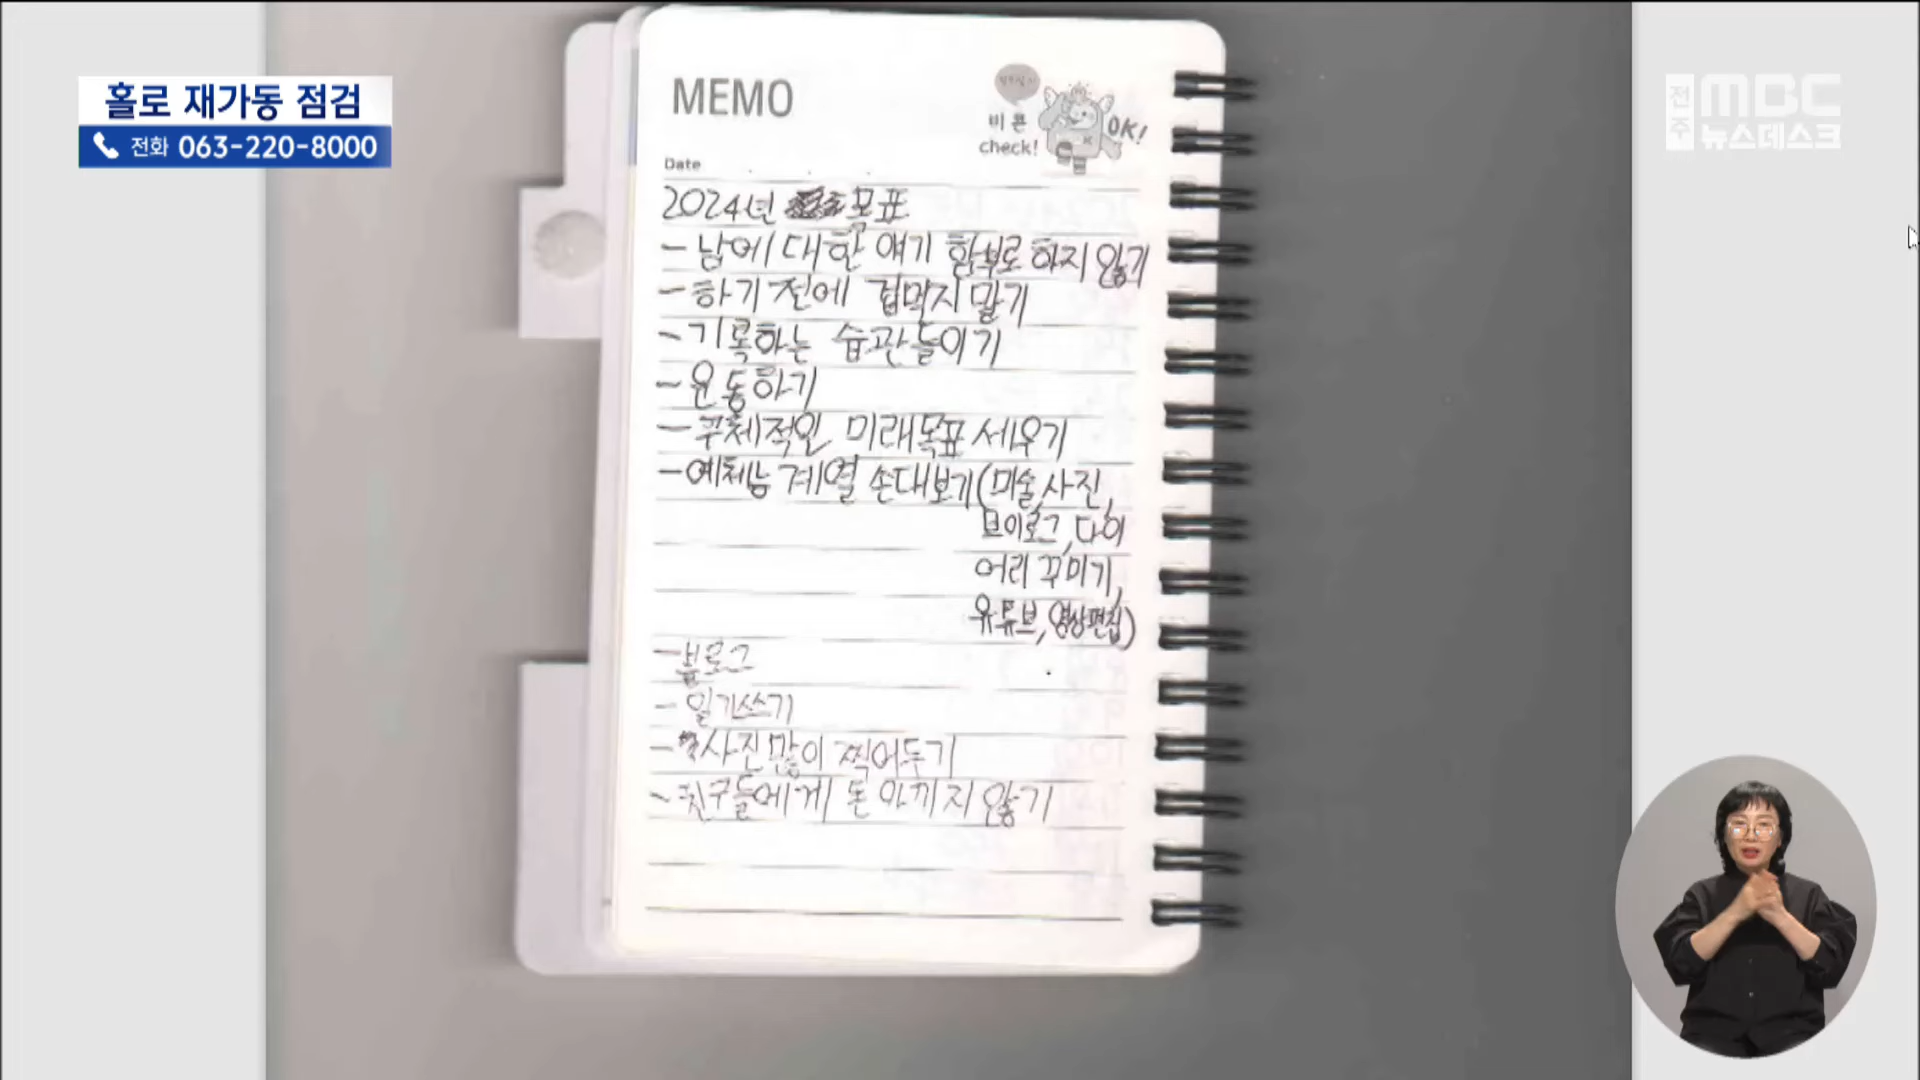 홀로 재가동 점검
전화 063-220-8000
전주 MBC
뉴스데스크
MEMO
비콘
check!
OK!
Date
2024년 목표
- 남에 대한 얘기 함부로 하지 않기
- 하기 전에 겁먹지 말기
- 기록하는 습관들이기
- 운동하기
- 구체적인 미래목표 세우기
- 예체능 계열 손대보기(미술,사진,
브이로그,다이
어리 꾸미기,
유튜브,영상편집)
- 블로그
- 일기쓰기
- 사진많이 찍어두기
- 친구들에게 돈 아끼지 않기